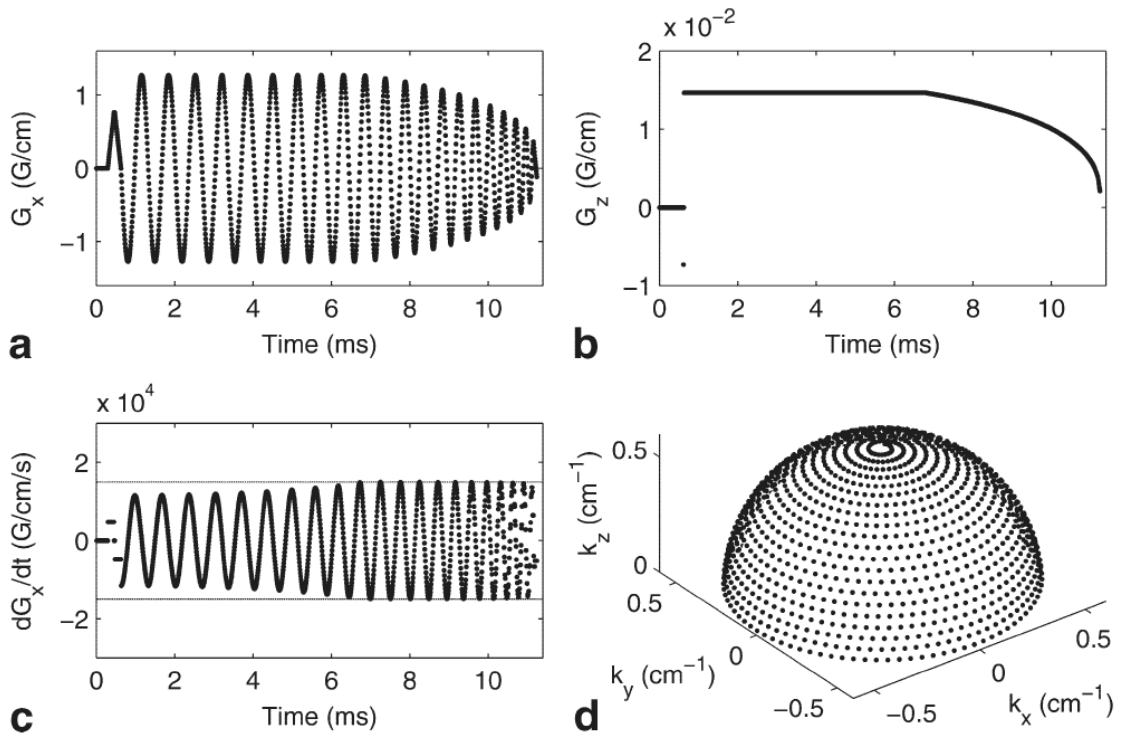 1
0
−1
G_x (G/cm)
0 2 4 6 8 10
Time (ms)
a
x 10^−2
2
1
0
−1
G_z (G/cm)
0 2 4 6 8 10
Time (ms)
b
x 10^4
2
0
−2
dG_x/dt (G/cm/s)
0 2 4 6 8 10
Time (ms)
c
0.5
0
k_z (cm^−1)
0.5
0
−0.5
k_y (cm^−1)
−0.5
0
0.5
k_x (cm^−1)
d